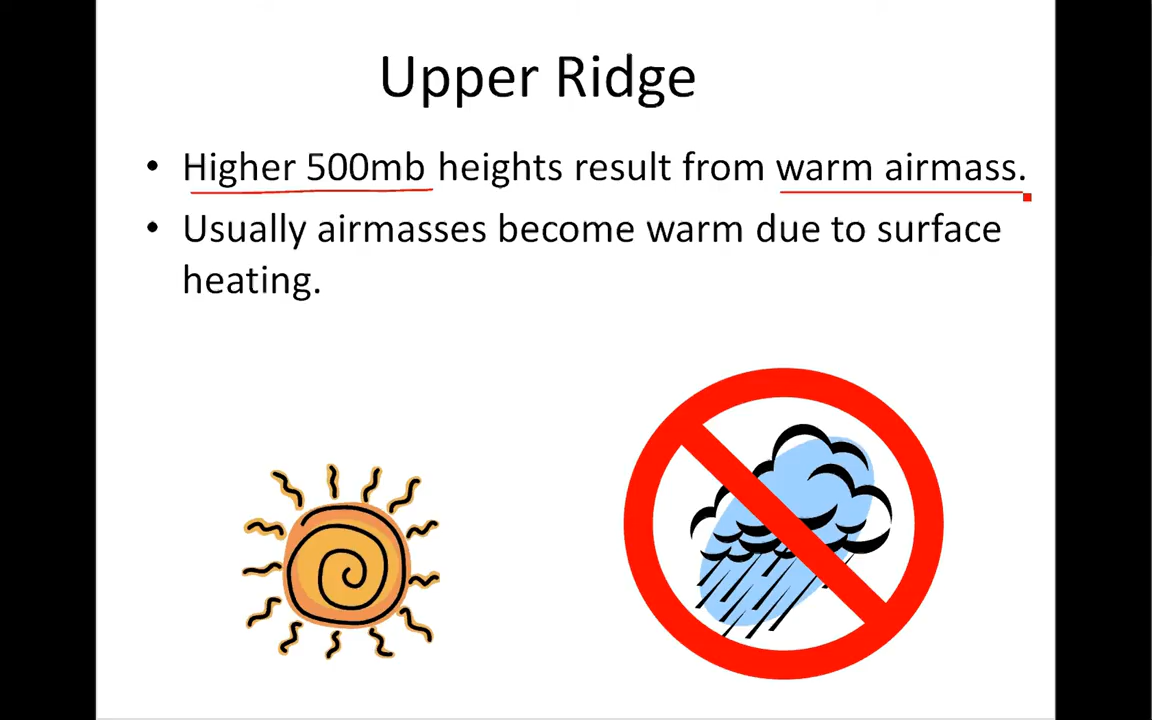 Upper Ridge
• Higher 500mb heights result from warm airmass.
• Usually airmasses become warm due to surface
heating.